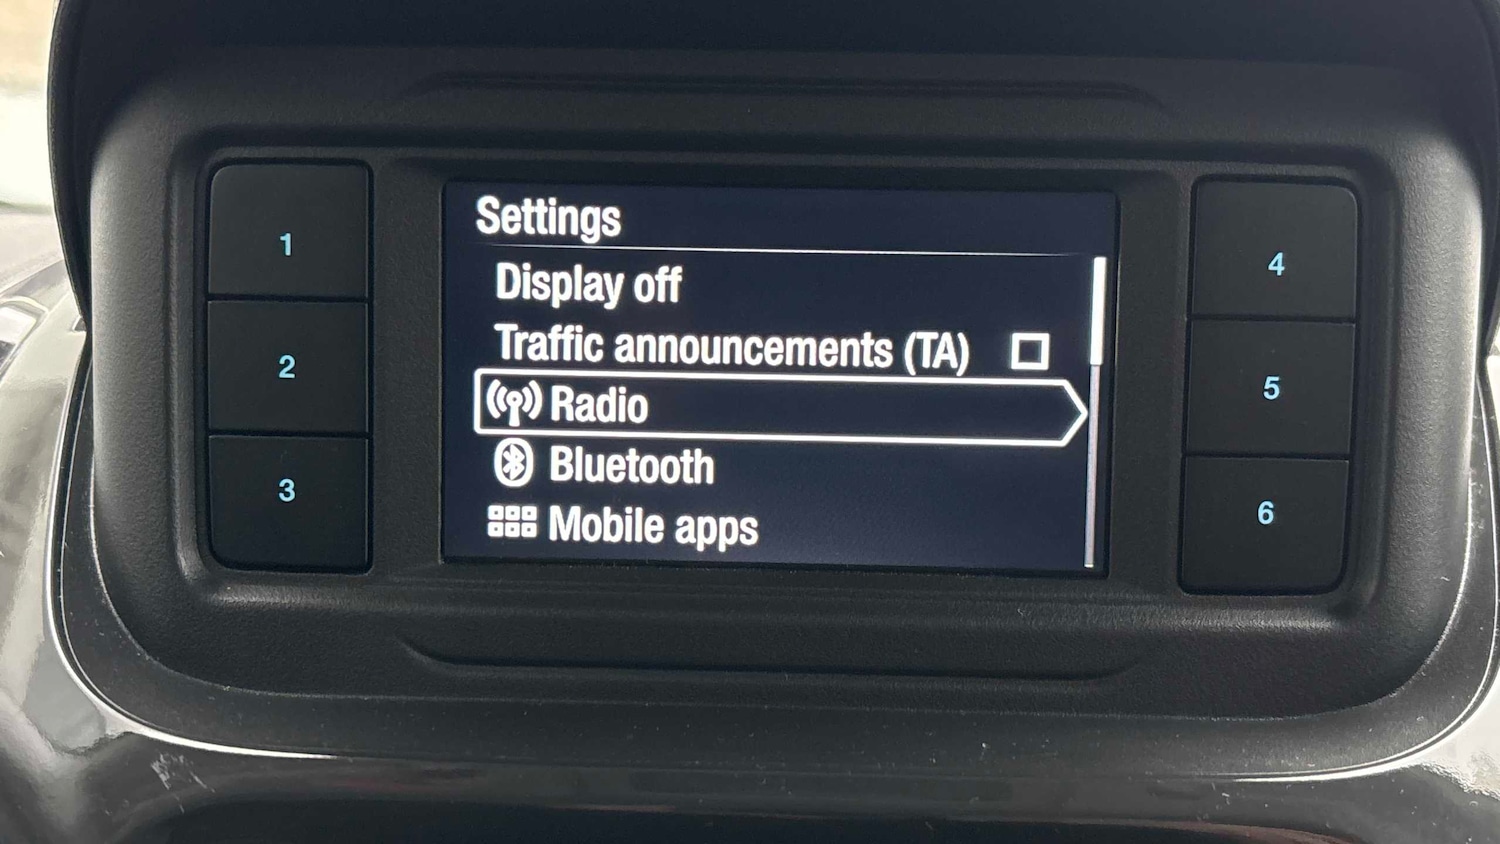 Settings
Display off
Traffic announcements (TA)
Radio
Bluetooth
Mobile apps
1
2
3
4
5
6